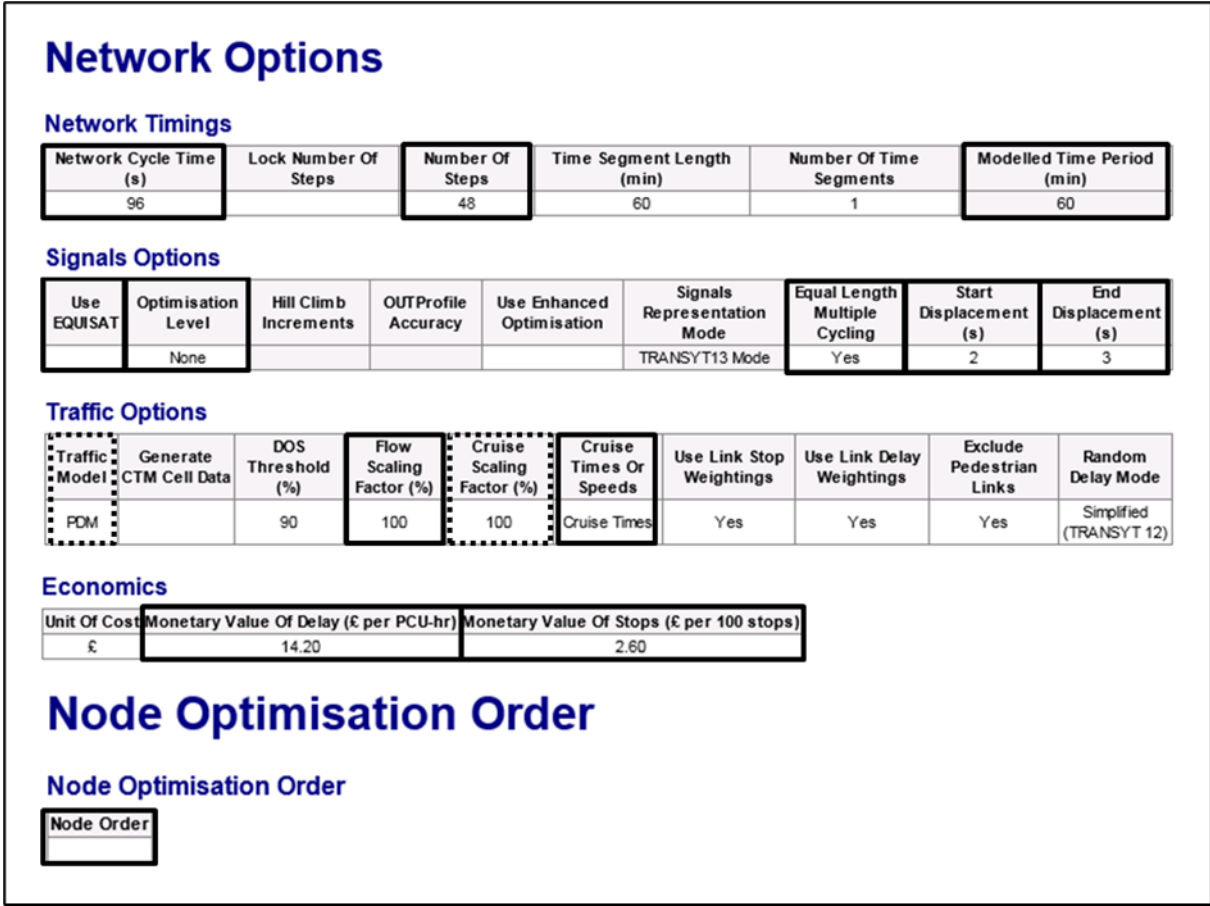 Network Options
Network Timings
Network Cycle Time (s) Lock Number Of Steps Number Of Steps Time Segment Length (min) Number Of Time Segments Modelled Time Period (min)
96 48 60 1 60
Signals Options
Use EQUISAT Optimisation Level Hill Climb Increments OUTProfile Accuracy Use Enhanced Optimisation Signals Representation Mode Equal Length Multiple Cycling Start Displacement (s) End Displacement (s)
None TRANSYT13 Mode Yes 2 3
Traffic Options
Traffic Model Generate CTM Cell Data DOS Threshold (%) Flow Scaling Factor (%) Cruise Scaling Factor (%) Cruise Times Or Speeds Use Link Stop Weightings Use Link Delay Weightings Exclude Pedestrian Links Random Delay Mode
PDM 90 100 100 Cruise Times Yes Yes Yes Simplified (TRANSYT 12)
Economics
Unit Of Cost Monetary Value Of Delay (£ per PCU-hr) Monetary Value Of Stops (£ per 100 stops)
£ 14.20 2.60
Node Optimisation Order
Node Optimisation Order
Node Order